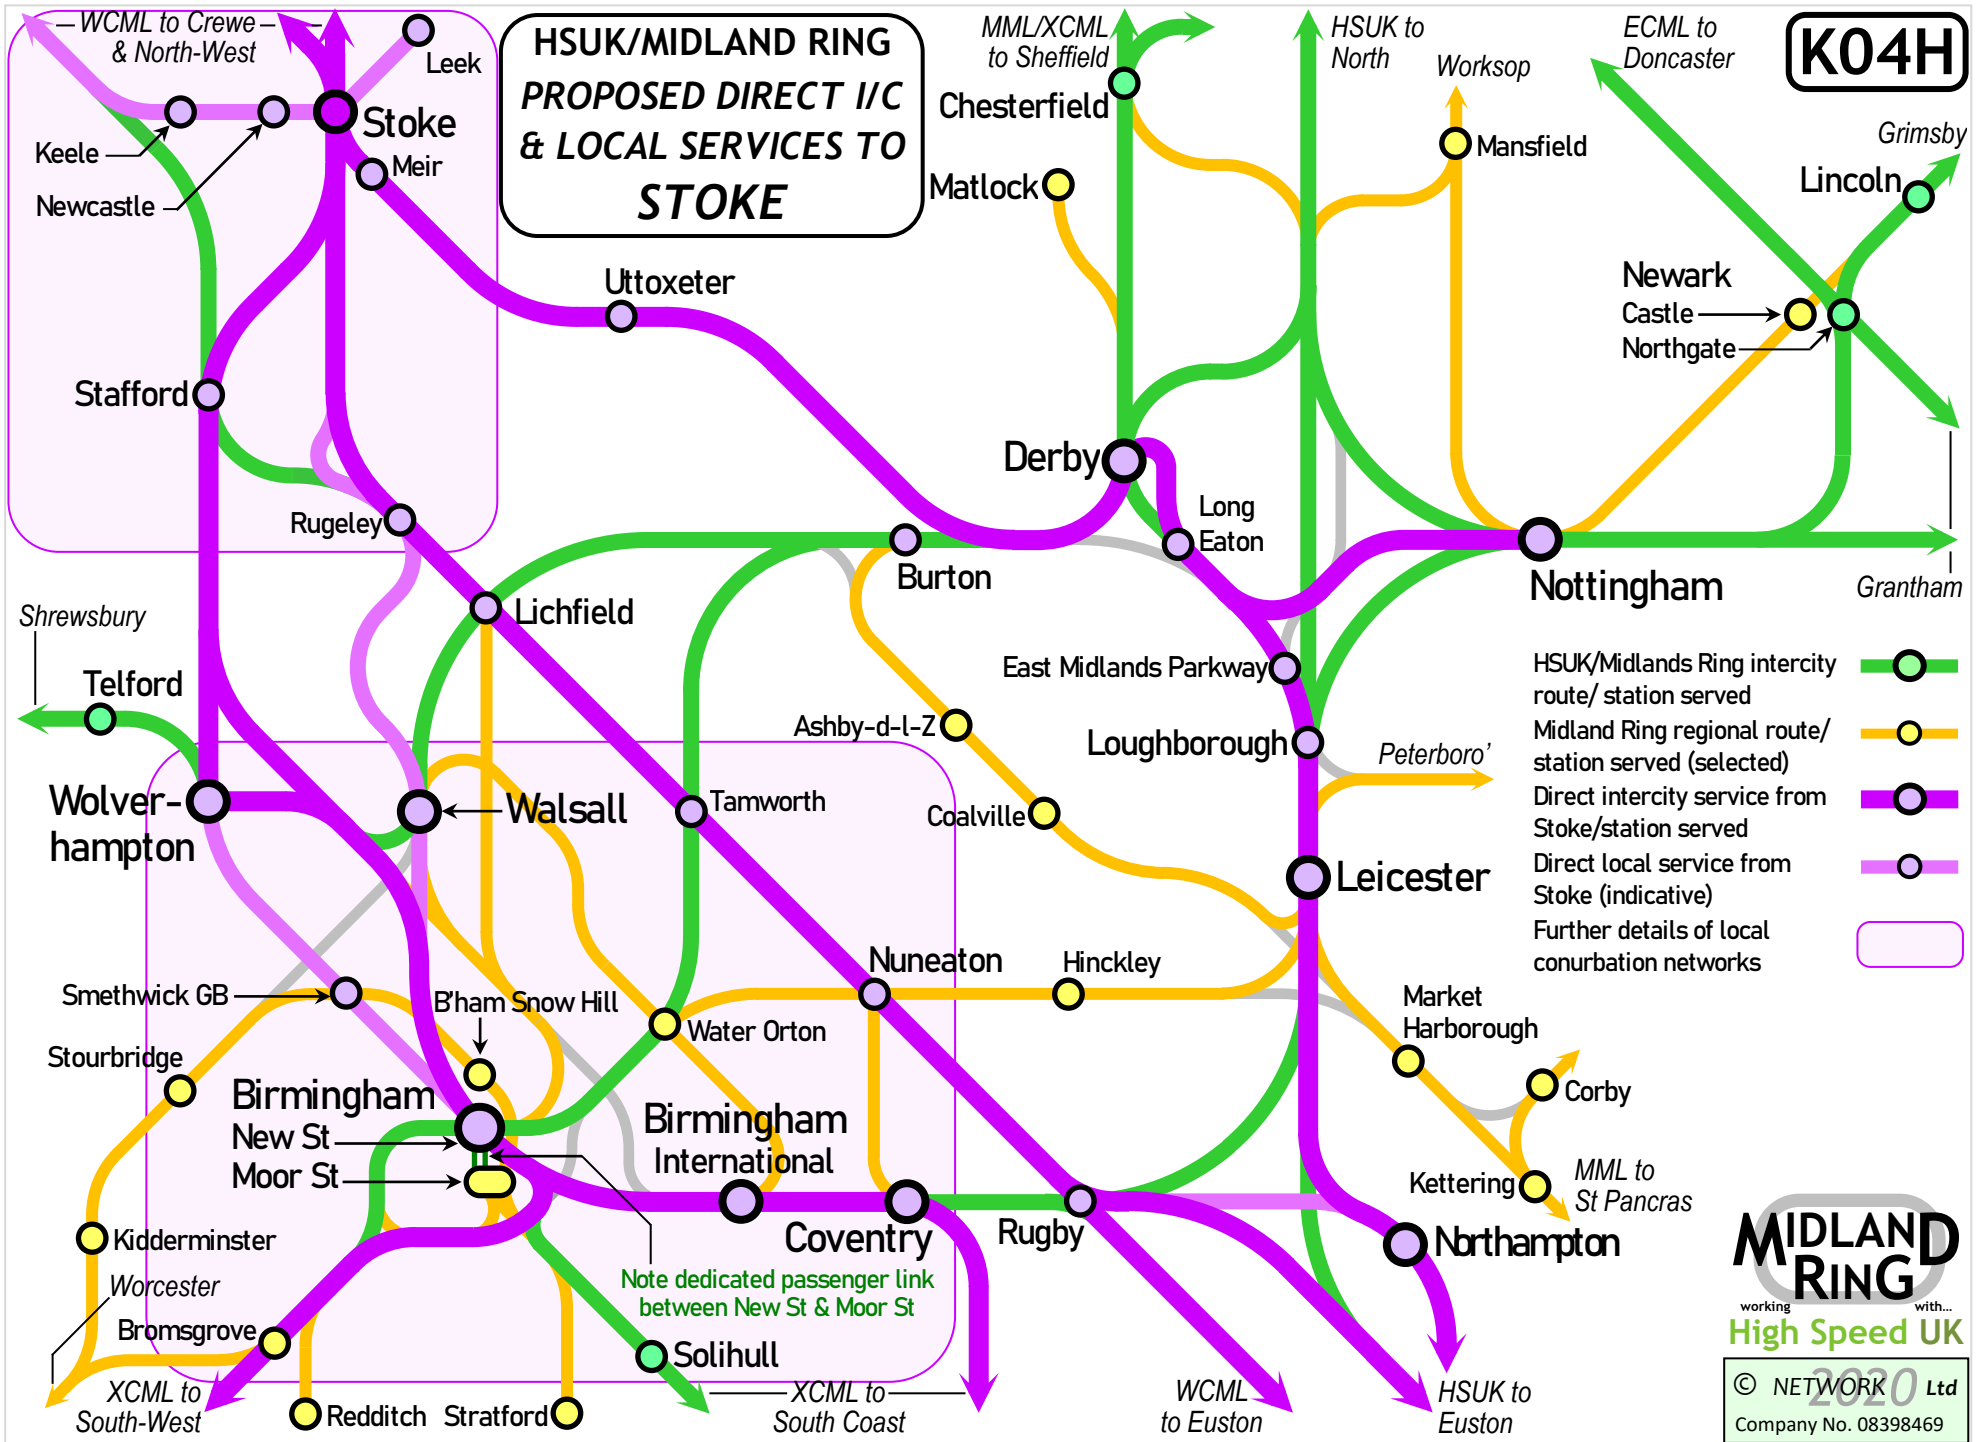 WCML to Crewe
& North-West
Leek
Stoke
Keele
Newcastle
Meir
HSUK/MIDLAND RING
PROPOSED DIRECT I/C
& LOCAL SERVICES TO
STOKE
MML/XCML
to Sheffield
Chesterfield
Matlock
HSUK to
North
Worksop
Mansfield
ECML to
Doncaster
K04H
Grimsby
Lincoln
Newark
Castle
Northgate
Uttoxeter
Stafford
Derby
Long
Eaton
Rugeley
Burton
Nottingham
Grantham
Lichfield
Shrewsbury
Telford
East Midlands Parkway
Ashby-d-l-Z
Loughborough
Peterboro'
HSUK/Midlands Ring intercity
route/ station served
Midland Ring regional route/
station served (selected)
Direct intercity service from
Stoke/station served
Direct local service from
Stoke (indicative)
Further details of local
conurbation networks
Wolver-
hampton
Walsall
Tamworth
Coalville
Leicester
Smethwick GB
B'ham Snow Hill
Nuneaton
Hinckley
Water Orton
Market
Harborough
Stourbridge
Corby
Birmingham
New St
Moor St
Birmingham
International
Kettering
MML to
St Pancras
Coventry
Rugby
Northampton
Kidderminster
Worcester
Note dedicated passenger link
between New St & Moor St
Bromsgrove
Solihull
XCML to
South-West
Redditch
Stratford
XCML to
South Coast
WCML
to Euston
HSUK to
Euston
MIDLAND
RING
working with...
High Speed UK
© NETWORK 2020 Ltd
Company No. 08398469